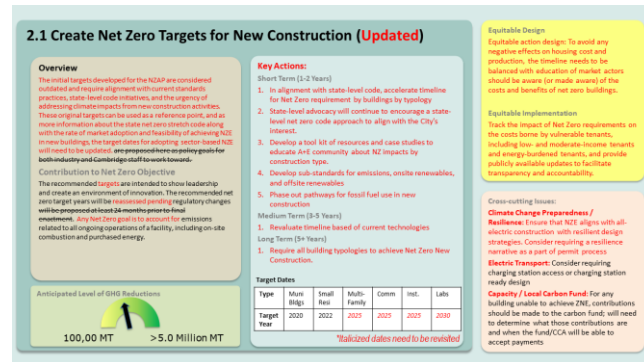 2.1 Create Net Zero Targets for New Construction (Updated)
Overview
The initial targets developed for the NZAP are considered
outdated and require alignment with current standards
practices, state-level code initiatives, and the urgency of
addressing climate impacts from new construction activities.
These original targets can be used as a reference point, and as
more information about the state net zero stretch code along
with the rate of market adoption and feasibility of achieving NZE
in new buildings, the target dates for adopting sector-based NZE
will need to be updated. are proposed here as policy goals for
both industry and Cambridge staff to work toward.
Contribution to Net Zero Objective
The recommended targets are intended to show leadership
and create an environment of innovation. The recommended net
zero target years will be reassessed pending regulatory changes
will be proposed at least 24 months prior to final
enactment. Any Net Zero goal is to account for emissions
related to all ongoing operations of a facility, including on-site
combustion and purchased energy.
Anticipated Level of GHG Reductions
100,00 MT
>5.0 Million MT
Key Actions:
Short Term (1-2 Years)
1. In alignment with state-level code, accelerate timeline
for Net Zero requirement by buildings by typology
2. State-level advocacy will continue to encourage a state-
level net zero code approach to align with the City's
interest.
3. Develop a tool kit of resources and case studies to
educate A+E community about NZ impacts by
construction type.
4. Develop sub-standards for emissions, onsite renewables,
and offsite renewables
5. Phase out pathways for fossil fuel use in new
construction
Medium Term (3-5 Years)
1. Revaluate timeline based of current technologies
Long Term (5+ Years)
1. Require all building typologies to achieve Net Zero New
Construction.
Target Dates
Type Muni Bldgs Small Resi Multi-Family Comm Inst. Labs
Target Year 2020 2022 2025 2025 2025 2030
*Italicized dates need to be revisited
Equitable Design
Equitable action design: To avoid any
negative effects on housing cost and
production, the timeline needs to be
balanced with education of market actors
should be aware (or made aware) of the
costs and benefits of net zero buildings.
Equitable Implementation
Track the impact of Net Zero requirements on
the costs borne by vulnerable tenants,
including low- and moderate-income tenants
and energy-burdened tenants, and provide
publicly available updates to facilitate
transparency and accountability.
Cross-cutting Issues:
Climate Change Preparedness /
Resilience: Ensure that NZE aligns with all-
electric construction with resilient design
strategies. Consider requiring a resilience
narrative as a part of permit process
Electric Transport: Consider requiring
charging station access or charging station
ready design
Capacity / Local Carbon Fund: For any
building unable to achieve ZNE, contributions
should be made to the carbon fund; will need
to determine what those contributions are
and when the fund/CCA will be able to
accept payments